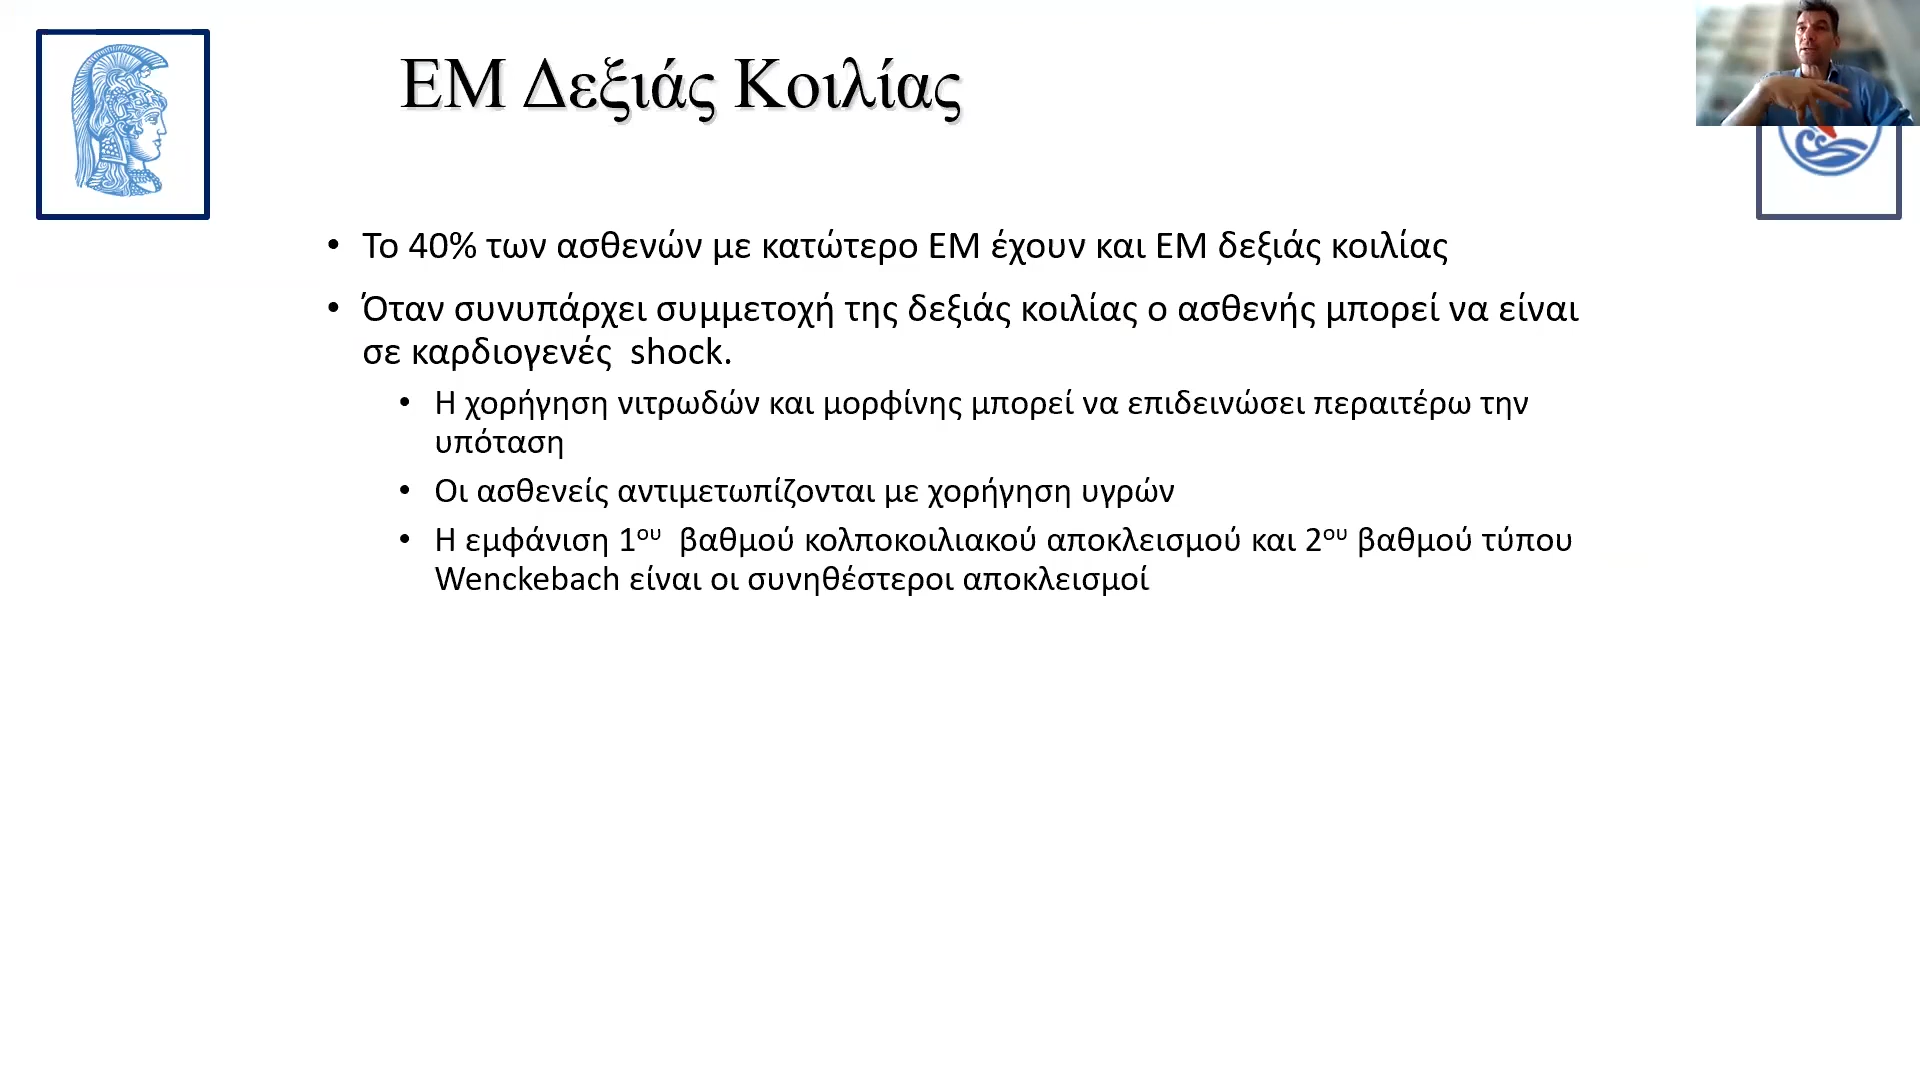 ΕΜ Δεξιάς Κοιλίας
• Το 40% των ασθενών με κατώτερο ΕΜ έχουν και ΕΜ δεξιάς κοιλίας
• Όταν συνυπάρχει συμμετοχή της δεξιάς κοιλίας ο ασθενής μπορεί να είναι
σε καρδιογενές  shock.
• Η χορήγηση νιτρωδών και μορφίνης μπορεί να επιδεινώσει περαιτέρω την
υπόταση
• Οι ασθενείς αντιμετωπίζονται με χορήγηση υγρών
• Η εμφάνιση 1ου  βαθμού κολποκοιλιακού αποκλεισμού και 2ου βαθμού τύπου
Wenckebach είναι οι συνηθέστεροι αποκλεισμοί